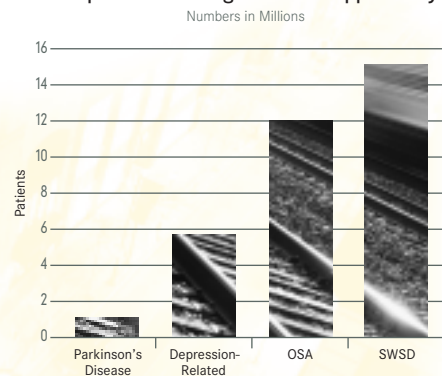 Numbers in Millions
16
14
12
10
8
6
4
2
0
Patients
Parkinson's
Disease
Depression-
Related
OSA
SWSD